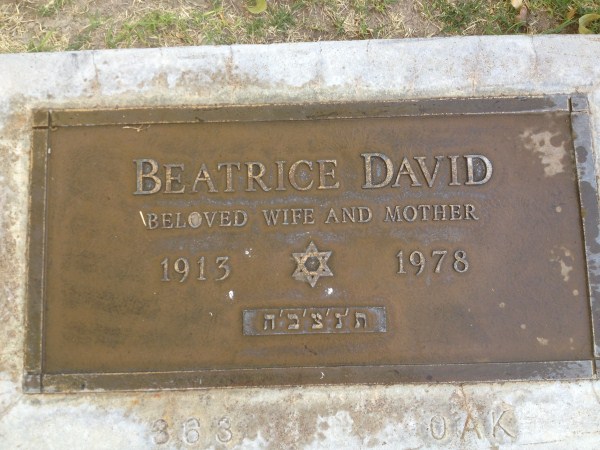 BEATRICE DAVID
BELOVED WIFE AND MOTHER
1913 1978
ת'נ'צ'ב'ה
363 OAK